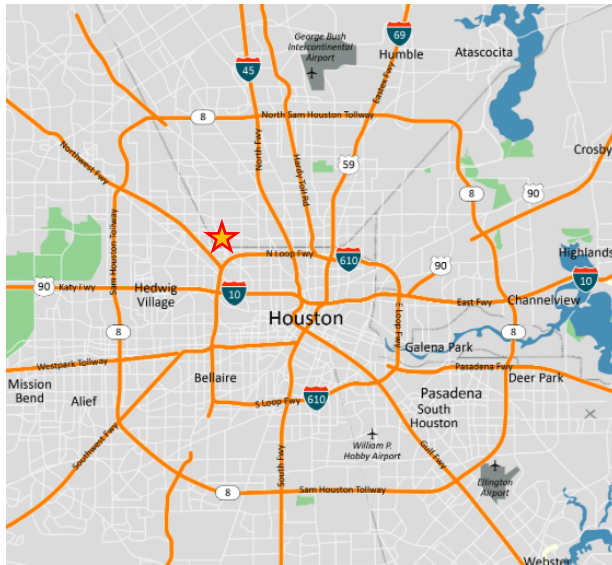 George Bush
Intercontinental
Airport
69
Humble
Atascocita
45
Eastex Fwy
8
North Sam Houston Tollway
North Fwy
Hardy Toll Rd
59
Crosby
Northwest Fwy
8
90
Sam Houston Tollway
N Loop Fwy
610
90
Highlands
90
Katy Fwy
Hedwig
Village
10
East Fwy
Channelview
10
Houston
E Loop Fwy
8
8
Galena Park
Westpark Tollway
Pasadena Fwy
Deer Park
Mission
Bend
Alief
Bellaire
610
S Loop Fwy
Pasadena
South
Houston
Southwest Fwy
South Fwy
William P.
Hobby Airport
Gulf Fwy
8
Sam Houston Tollway
Ellington
Airport
Webster